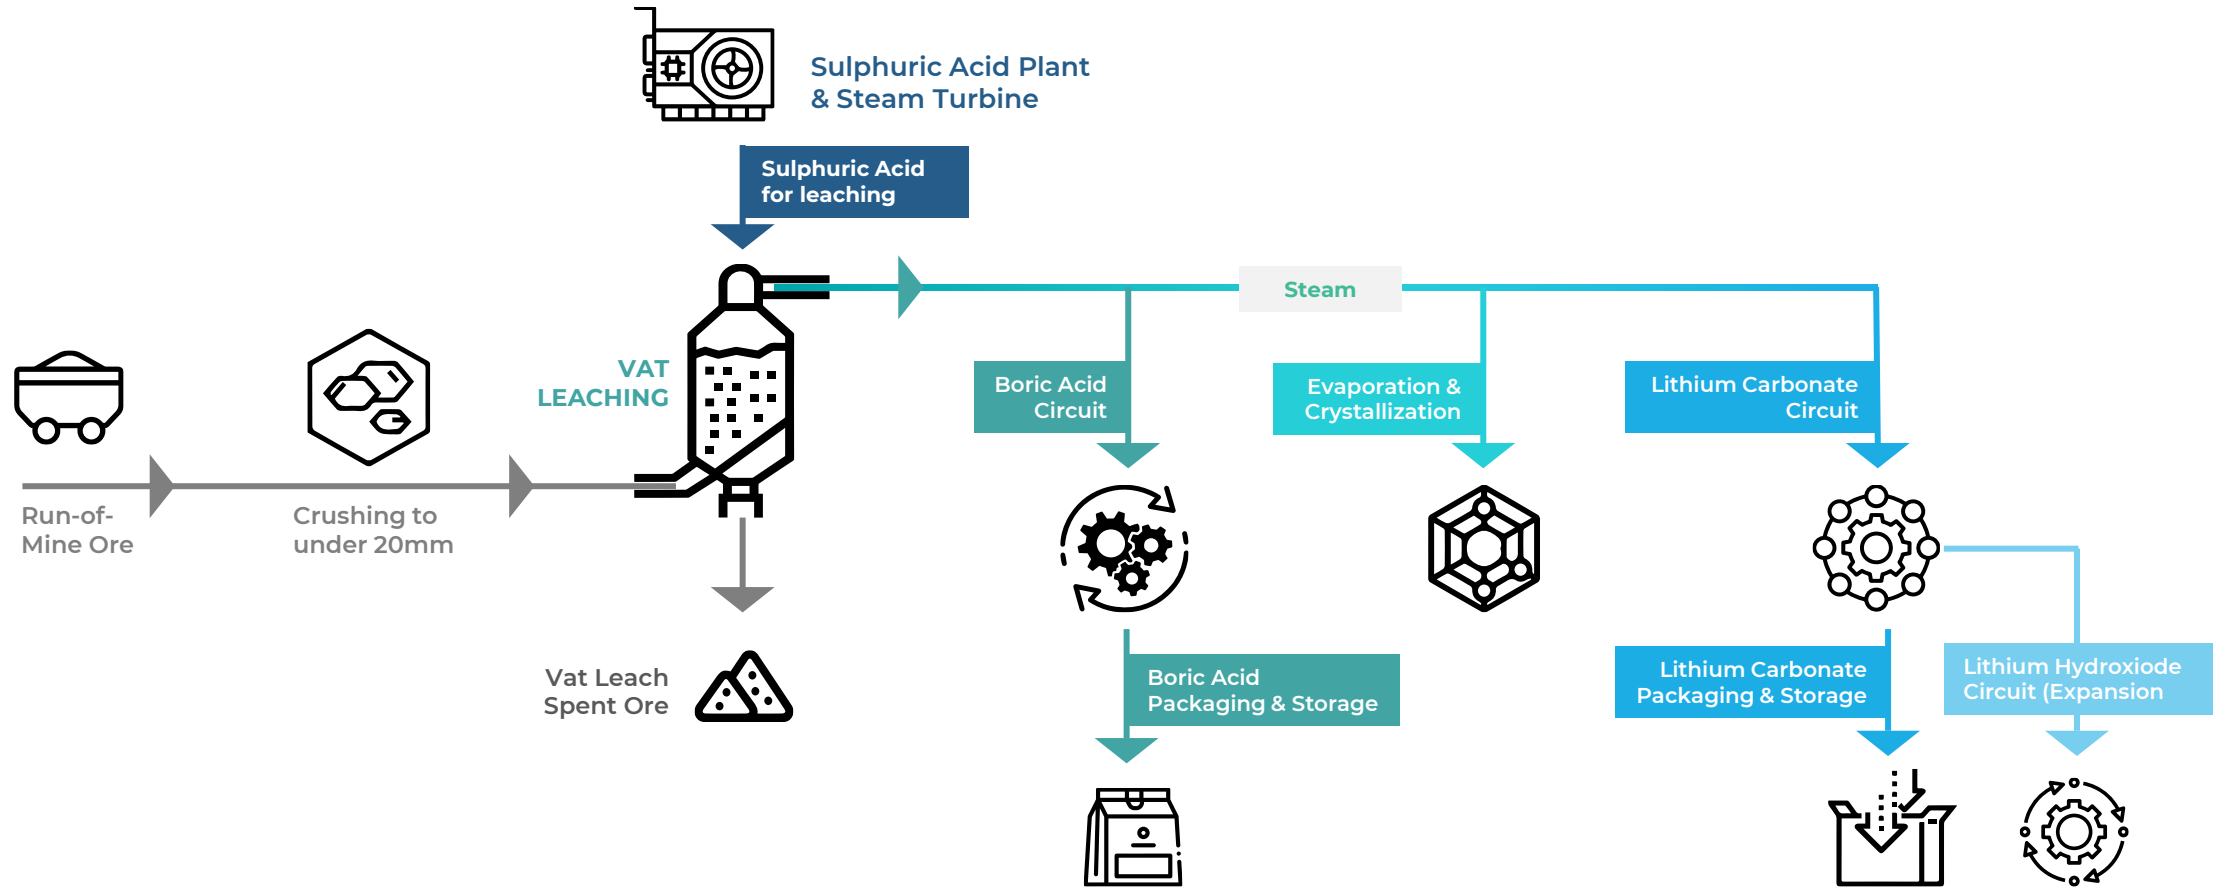 Sulphuric Acid Plant
& Steam Turbine
Sulphuric Acid
for leaching
Steam
VAT
LEACHING
Boric Acid
Circuit
Evaporation &
Crystallization
Lithium Carbonate
Circuit
Run-of-
Mine Ore
Crushing to
under 20mm
Vat Leach
Spent Ore
Boric Acid
Packaging & Storage
Lithium Carbonate
Packaging & Storage
Lithium Hydroxiode
Circuit (Expansion